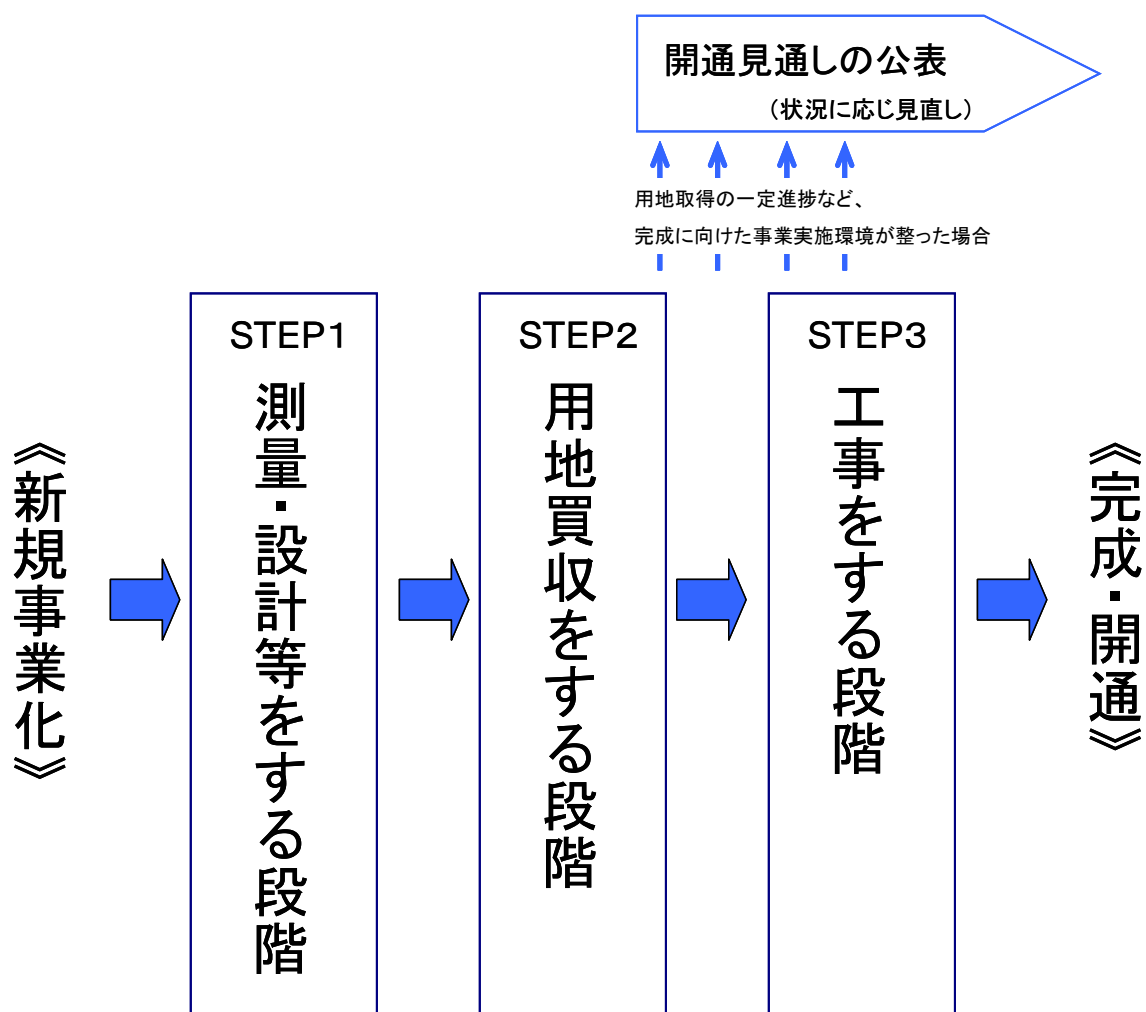 開通見通しの公表
(状況に応じ見直し)
用地取得の一定進捗など、
完成に向けた事業実施環境が整った場合
《新規事業化》
STEP1
測量・設計等をする段階
STEP2
用地買収をする段階
STEP3
工事をする段階
《完成・開通》